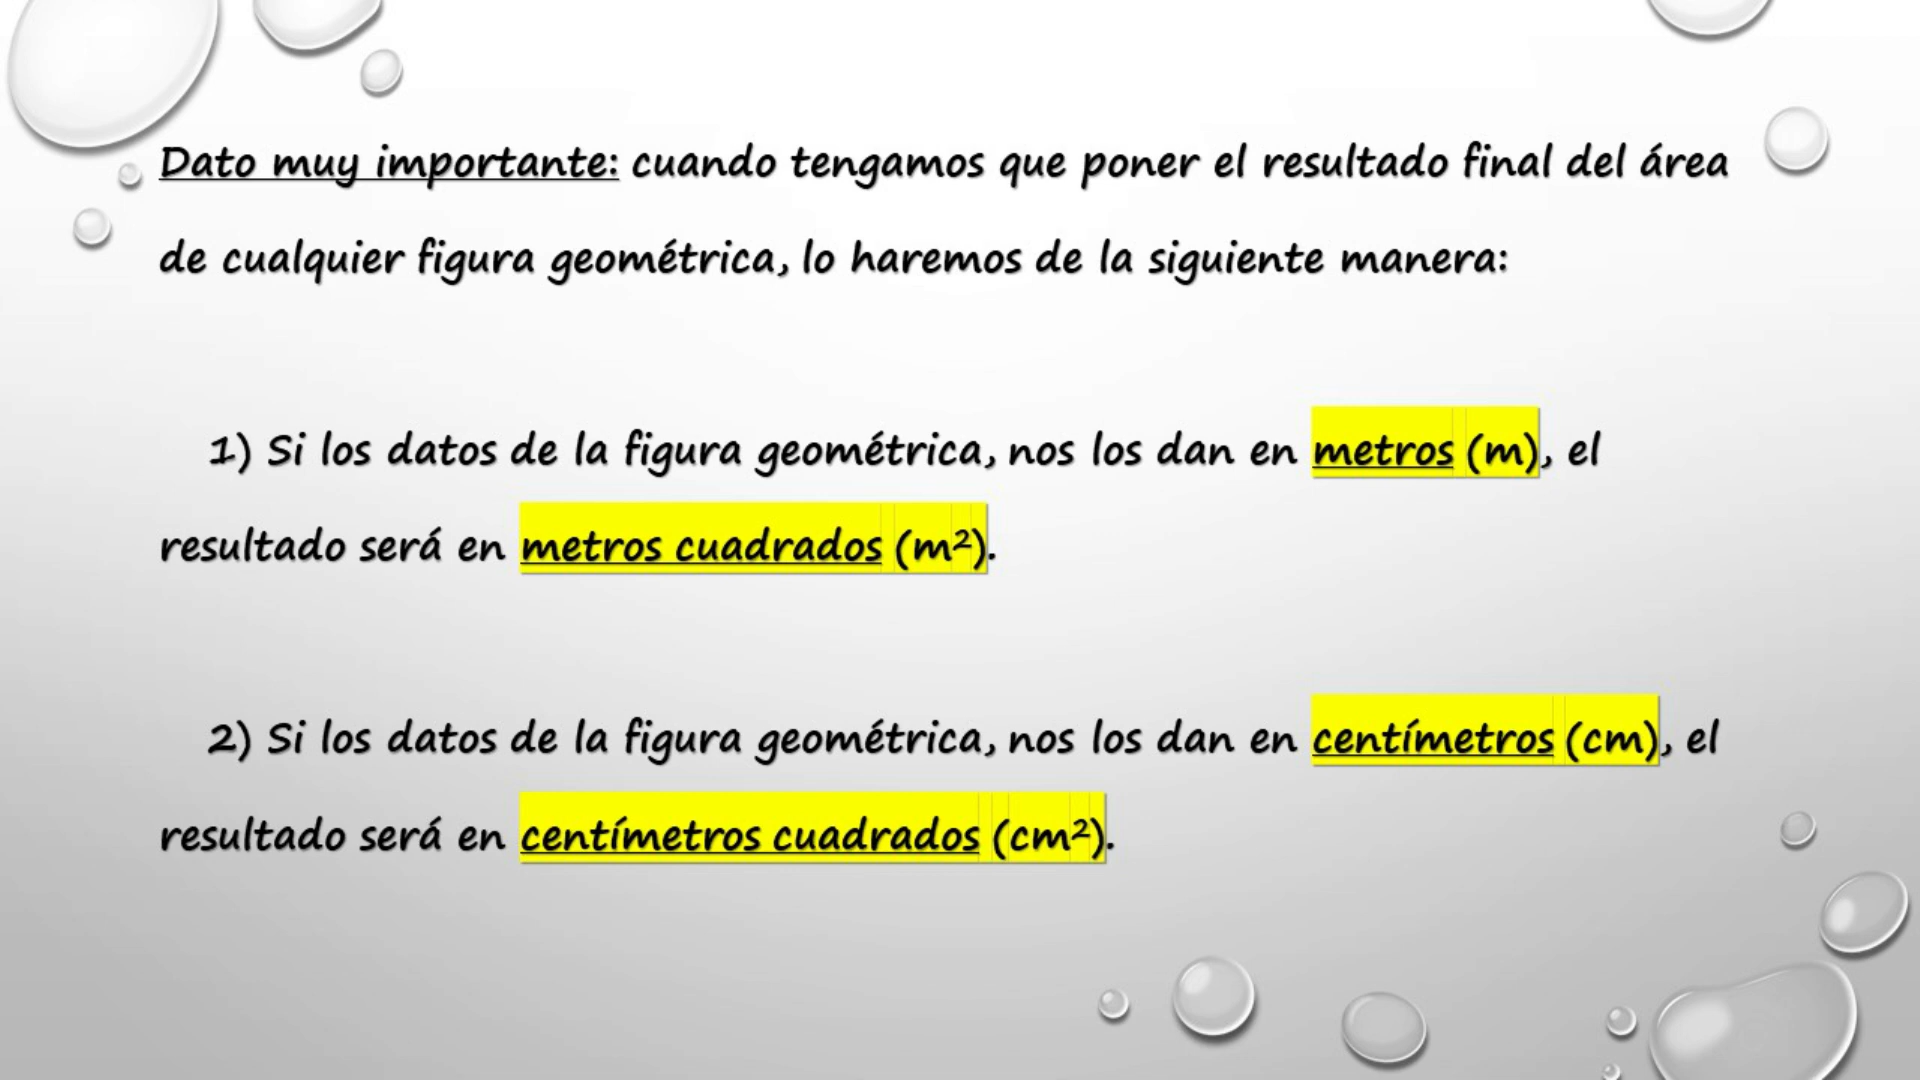 Dato muy importante: cuando tengamos que poner el resultado final del área
de cualquier figura geométrica, lo haremos de la siguiente manera:
1) Si los datos de la figura geométrica, nos los dan en metros (m), el
resultado será en metros cuadrados (m²).
2) Si los datos de la figura geométrica, nos los dan en centímetros (cm), el
resultado será en centímetros cuadrados (cm²).